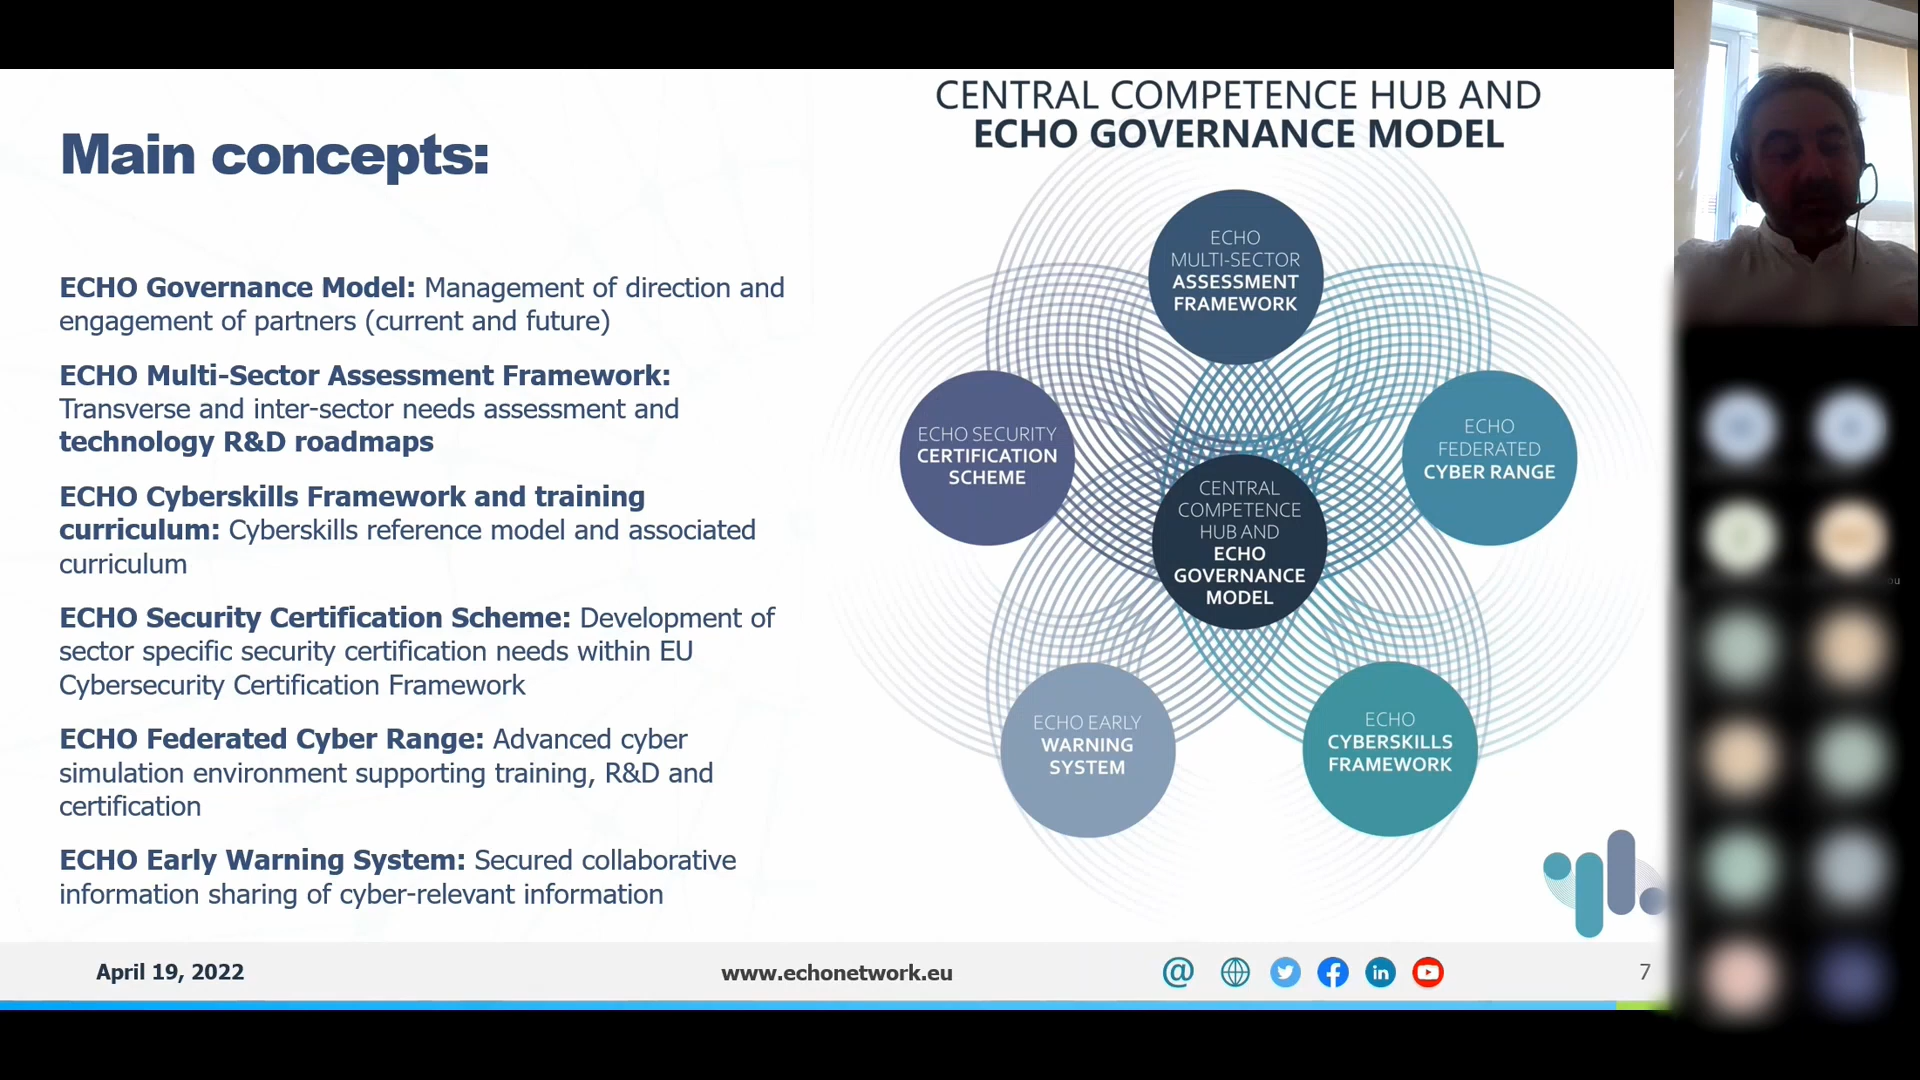 CENTRAL COMPETENCE HUB AND
ECHO GOVERNANCE MODEL
Main concepts:
ECHO Governance Model: Management of direction and
engagement of partners (current and future)
ECHO Multi-Sector Assessment Framework:
Transverse and inter-sector needs assessment and
technology R&D roadmaps
ECHO Cyberskills Framework and training
curriculum: Cyberskills reference model and associated
curriculum
ECHO Security Certification Scheme: Development of
sector specific security certification needs within EU
Cybersecurity Certification Framework
ECHO Federated Cyber Range: Advanced cyber
simulation environment supporting training, R&D and
certification
ECHO Early Warning System: Secured collaborative
information sharing of cyber-relevant information
ECHO
MULTI-SECTOR
ASSESSMENT
FRAMEWORK
ECHO SECURITY
CERTIFICATION
SCHEME
ECHO
FEDERATED
CYBER RANGE
CENTRAL
COMPETENCE
HUB AND
ECHO
GOVERNANCE
MODEL
ECHO EARLY
WARNING
SYSTEM
ECHO
CYBERSKILLS
FRAMEWORK
April 19, 2022
www.echonetwork.eu
@
in
7